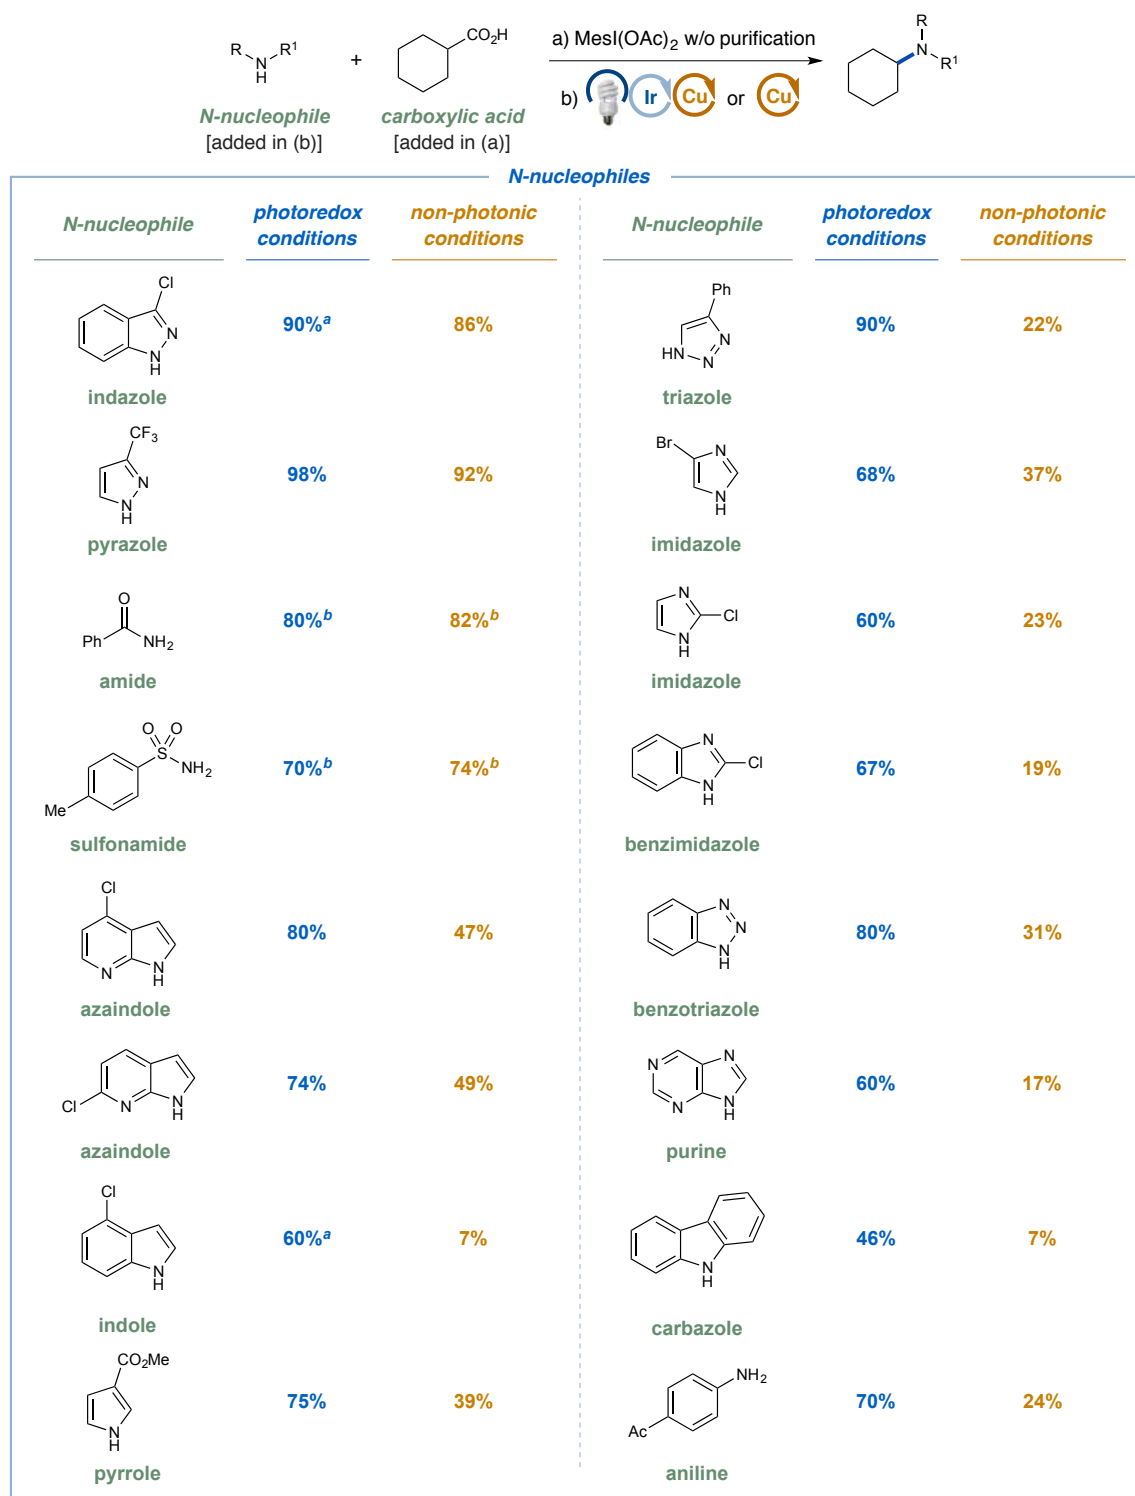 R N H R1 + CO2H a) MesI(OAc)2 w/o purification R N R1
b) Ir Cu or Cu
N-nucleophile carboxylic acid
[added in (b)] [added in (a)]
N-nucleophiles
N-nucleophile photoredox conditions non-photonic conditions
Cl N N H 90%a 86%
indazole
CF3 N N H 98% 92%
pyrazole
O Ph NH2 80%b 82%b
amide
O O S NH2 Me 70%b 74%b
sulfonamide
Cl N N H 80% 47%
azaindole
Cl N N H 74% 49%
azaindole
Cl N H 60%a 7%
indole
CO2Me N H 75% 39%
pyrrole
N-nucleophile photoredox conditions non-photonic conditions
Ph N N HN 90% 22%
triazole
Br N N H 68% 37%
imidazole
N Cl N H 60% 23%
imidazole
N Cl N H 67% 19%
benzimidazole
N N N H 80% 31%
benzotriazole
N N N N H 60% 17%
purine
N H 46% 7%
carbazole
NH2 Ac 70% 24%
aniline